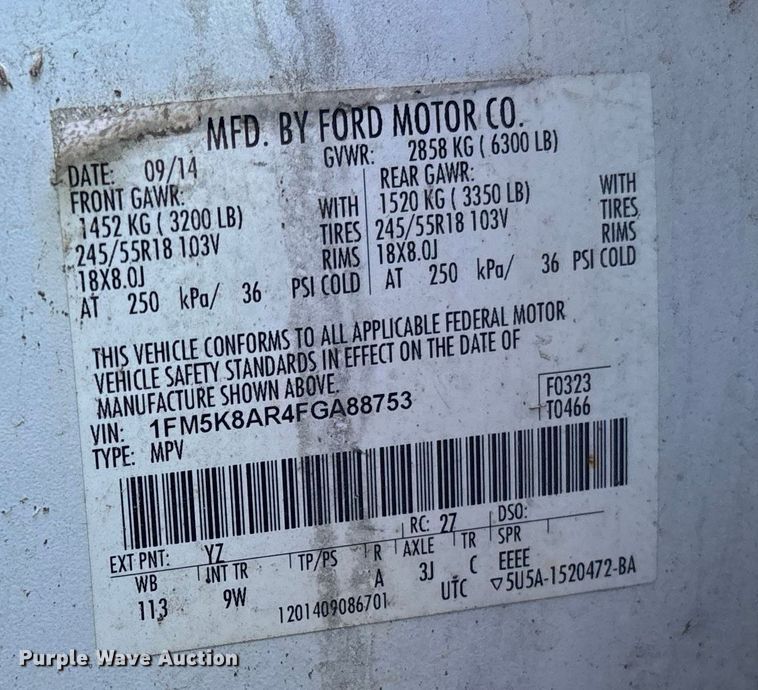 MFD. BY FORD MOTOR CO.
DATE: 09/14 GVWR: 2858 KG ( 6300 LB)
FRONT GAWR: REAR GAWR:
1452 KG ( 3200 LB) WITH 1520 KG ( 3350 LB) WITH
245/55R18 103V TIRES 245/55R18 103V TIRES
18X8.0J RIMS 18X8.0J RIMS
AT 250 kPa/ 36 PSI COLD AT 250 kPa/ 36 PSI COLD
THIS VEHICLE CONFORMS TO ALL APPLICABLE FEDERAL MOTOR
VEHICLE SAFETY STANDARDS IN EFFECT ON THE DATE OF
MANUFACTURE SHOWN ABOVE.
VIN: 1FM5K8AR4FGA88753 F0323
TYPE: MPV T0466
EXT PNT: YZ RC: 27 DSO:
WB INT TR TP/PS R AXLE TR SPR
113 9W A 3J C EEEE
1201409086701 UTC ▽5U5A-1520472-BA
Purple Wave Auction